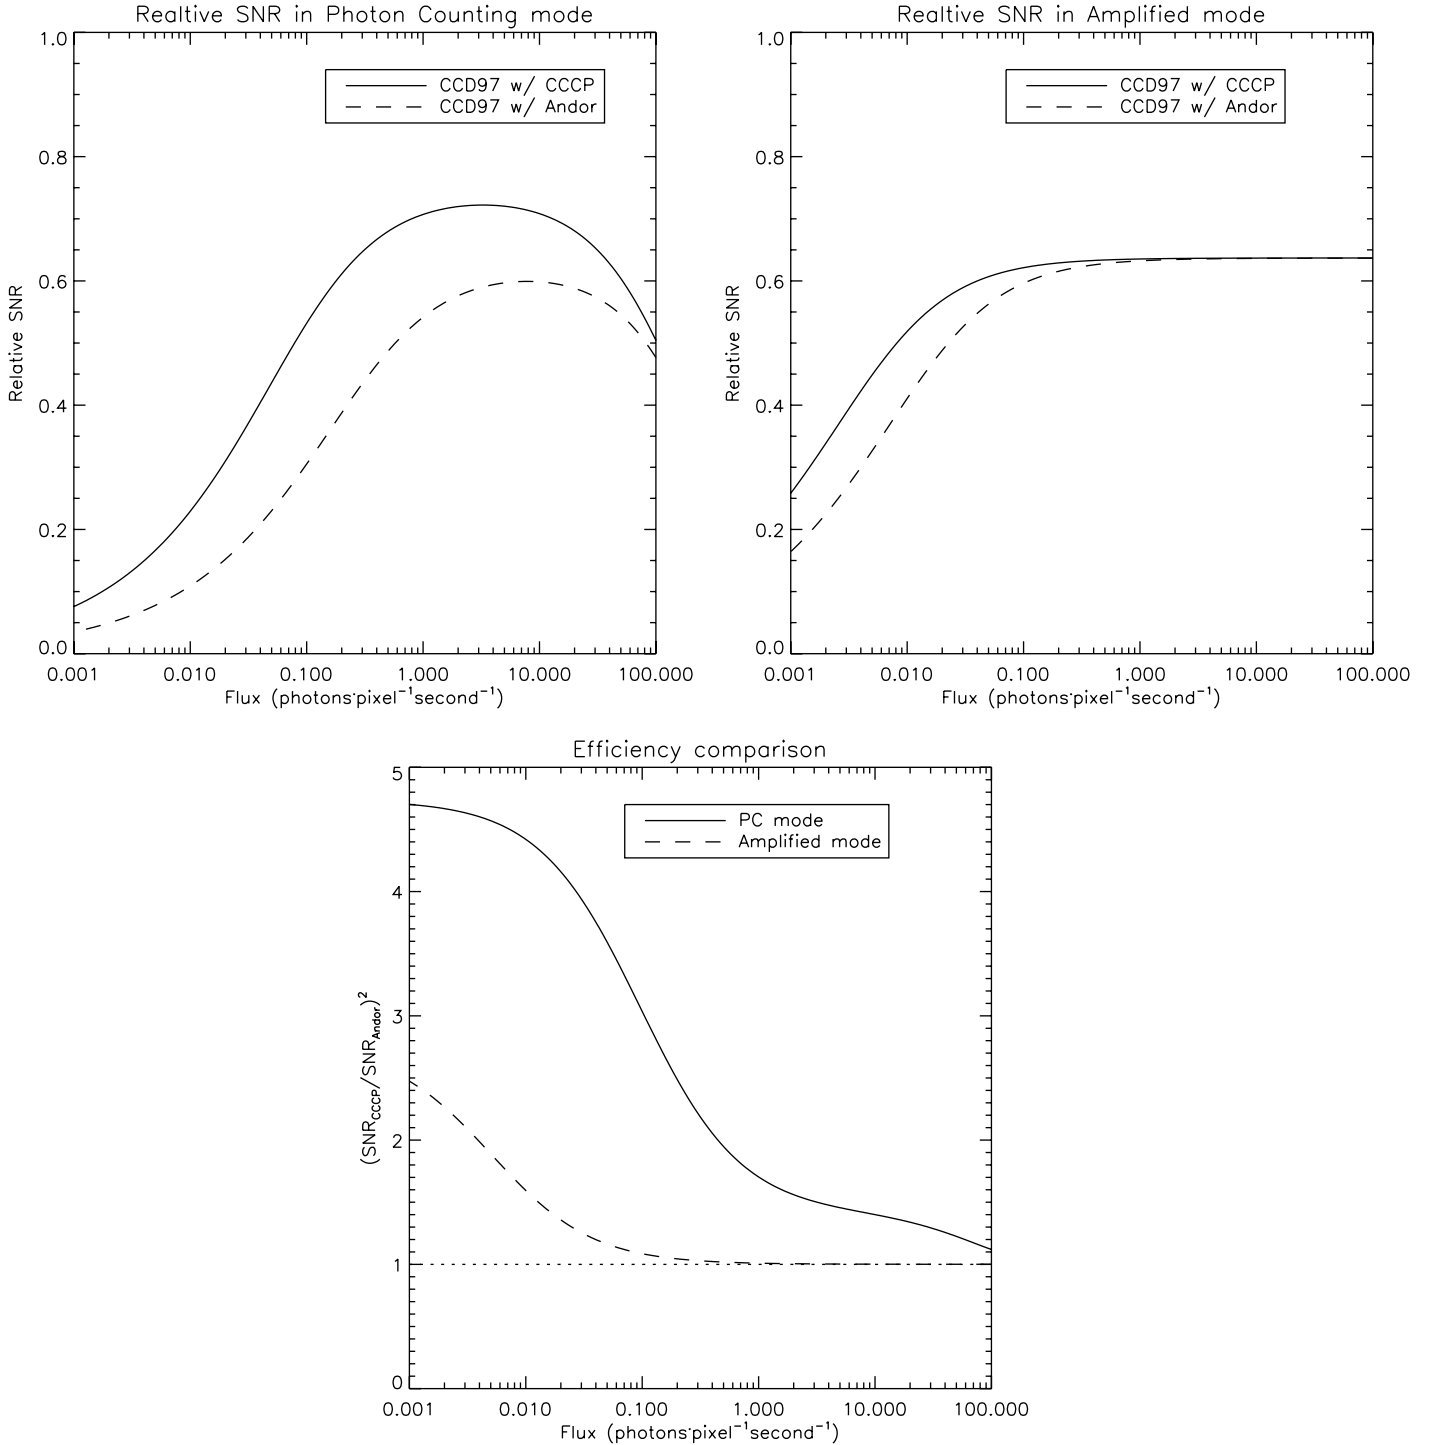 Realtive SNR in Photon Counting mode
1.0
0.8
0.6
0.4
0.2
0.0
Relative SNR
CCD97 w/ CCCP
CCD97 w/ Andor
0.001 0.010 0.100 1.000 10.000 100.000
Flux (photons·pixel⁻¹second⁻¹)
Realtive SNR in Amplified mode
1.0
0.8
0.6
0.4
0.2
0.0
Relative SNR
CCD97 w/ CCCP
CCD97 w/ Andor
0.001 0.010 0.100 1.000 10.000 100.000
Flux (photons·pixel⁻¹second⁻¹)
Efficiency comparison
5
4
3
2
1
0
(SNR_CCCP/SNR_Andor)²
PC mode
Amplified mode
0.001 0.010 0.100 1.000 10.000 100.000
Flux (photons·pixel⁻¹second⁻¹)